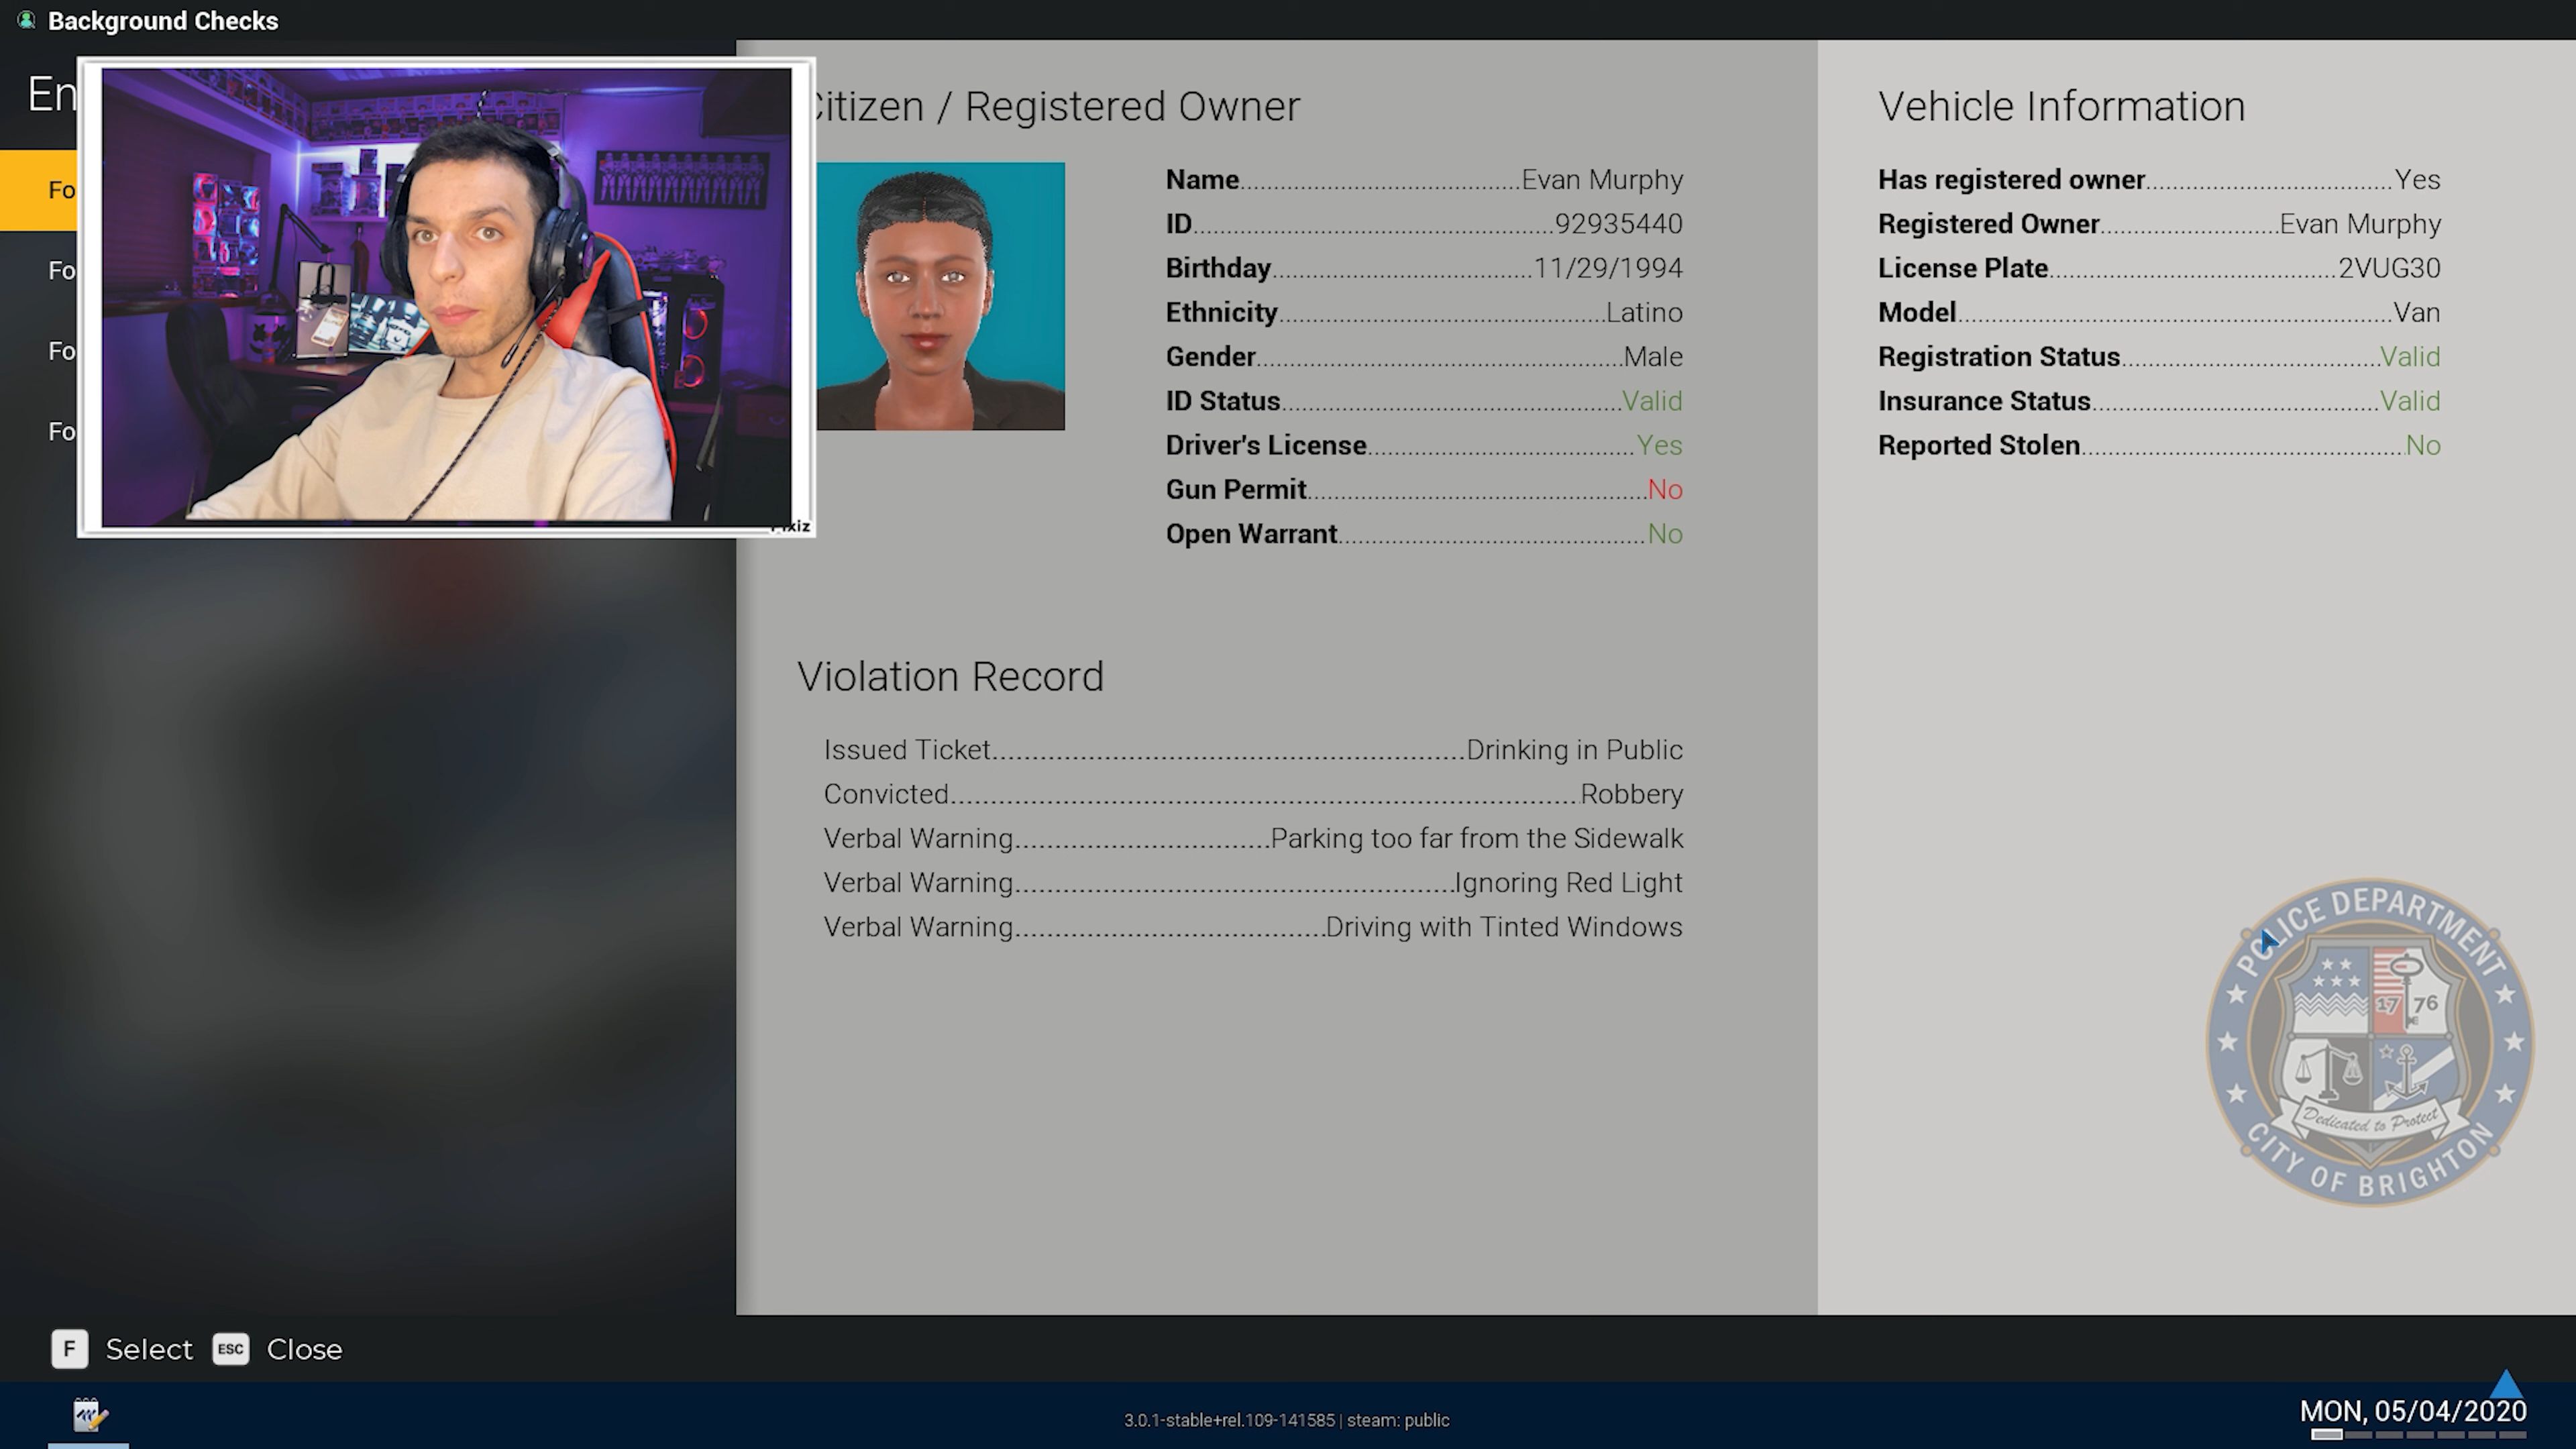 Background Checks
En
Fo
Fo
Fo
Fo
Citizen / Registered Owner
Name....Evan Murphy
ID....92935440
Birthday....11/29/1994
Ethnicity....Latino
Gender....Male
ID Status....Valid
Driver's License....Yes
Gun Permit....No
Open Warrant....No
Violation Record
Issued Ticket....Drinking in Public
Convicted....Robbery
Verbal Warning....Parking too far from the Sidewalk
Verbal Warning....Ignoring Red Light
Verbal Warning....Driving with Tinted Windows
Vehicle Information
Has registered owner....Yes
Registered Owner....Evan Murphy
License Plate....2VUG30
Model....Van
Registration Status....Valid
Insurance Status....Valid
Reported Stolen....No
POLICE DEPARTMENT
17 76
Dedicated to Protect
CITY OF BRIGHTON
F Select ESC Close
3.0.1-stable+rel.109-141585 | steam: public
MON, 05/04/2020